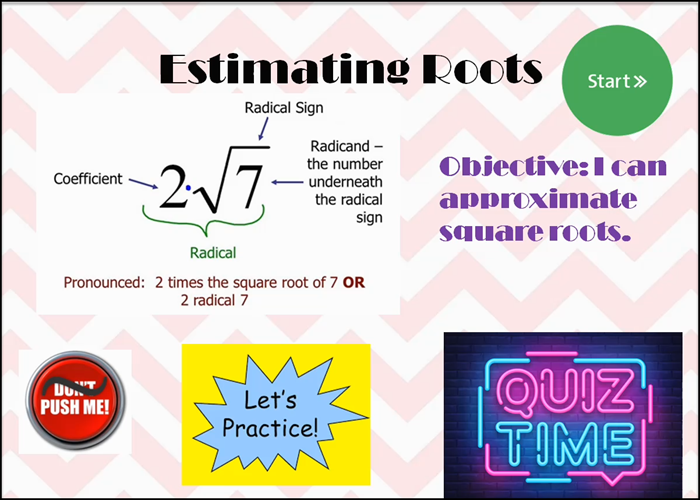 Estimating Roots
Start »
Radical Sign
Coefficient
2·√7
Radicand –
the number
underneath
the radical
sign
Radical
Pronounced: 2 times the square root of 7 OR
2 radical 7
Objective: I can
approximate
square roots.
DON'T
PUSH ME!
Let's
Practice!
QUIZ
TIME